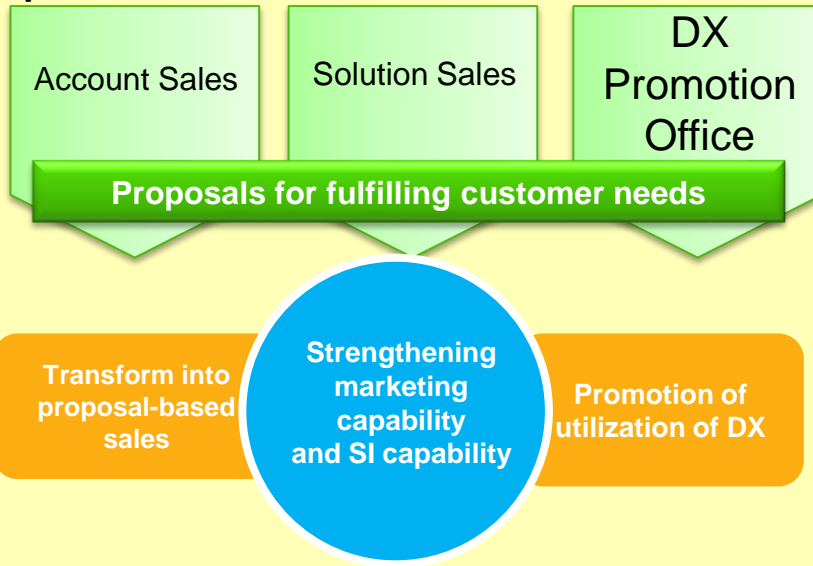 Account Sales
Solution Sales
DX
Promotion
Office
Proposals for fulfilling customer needs
Transform into
proposal-based
sales
Strengthening
marketing
capability
and SI capability
Promotion of
utilization of DX